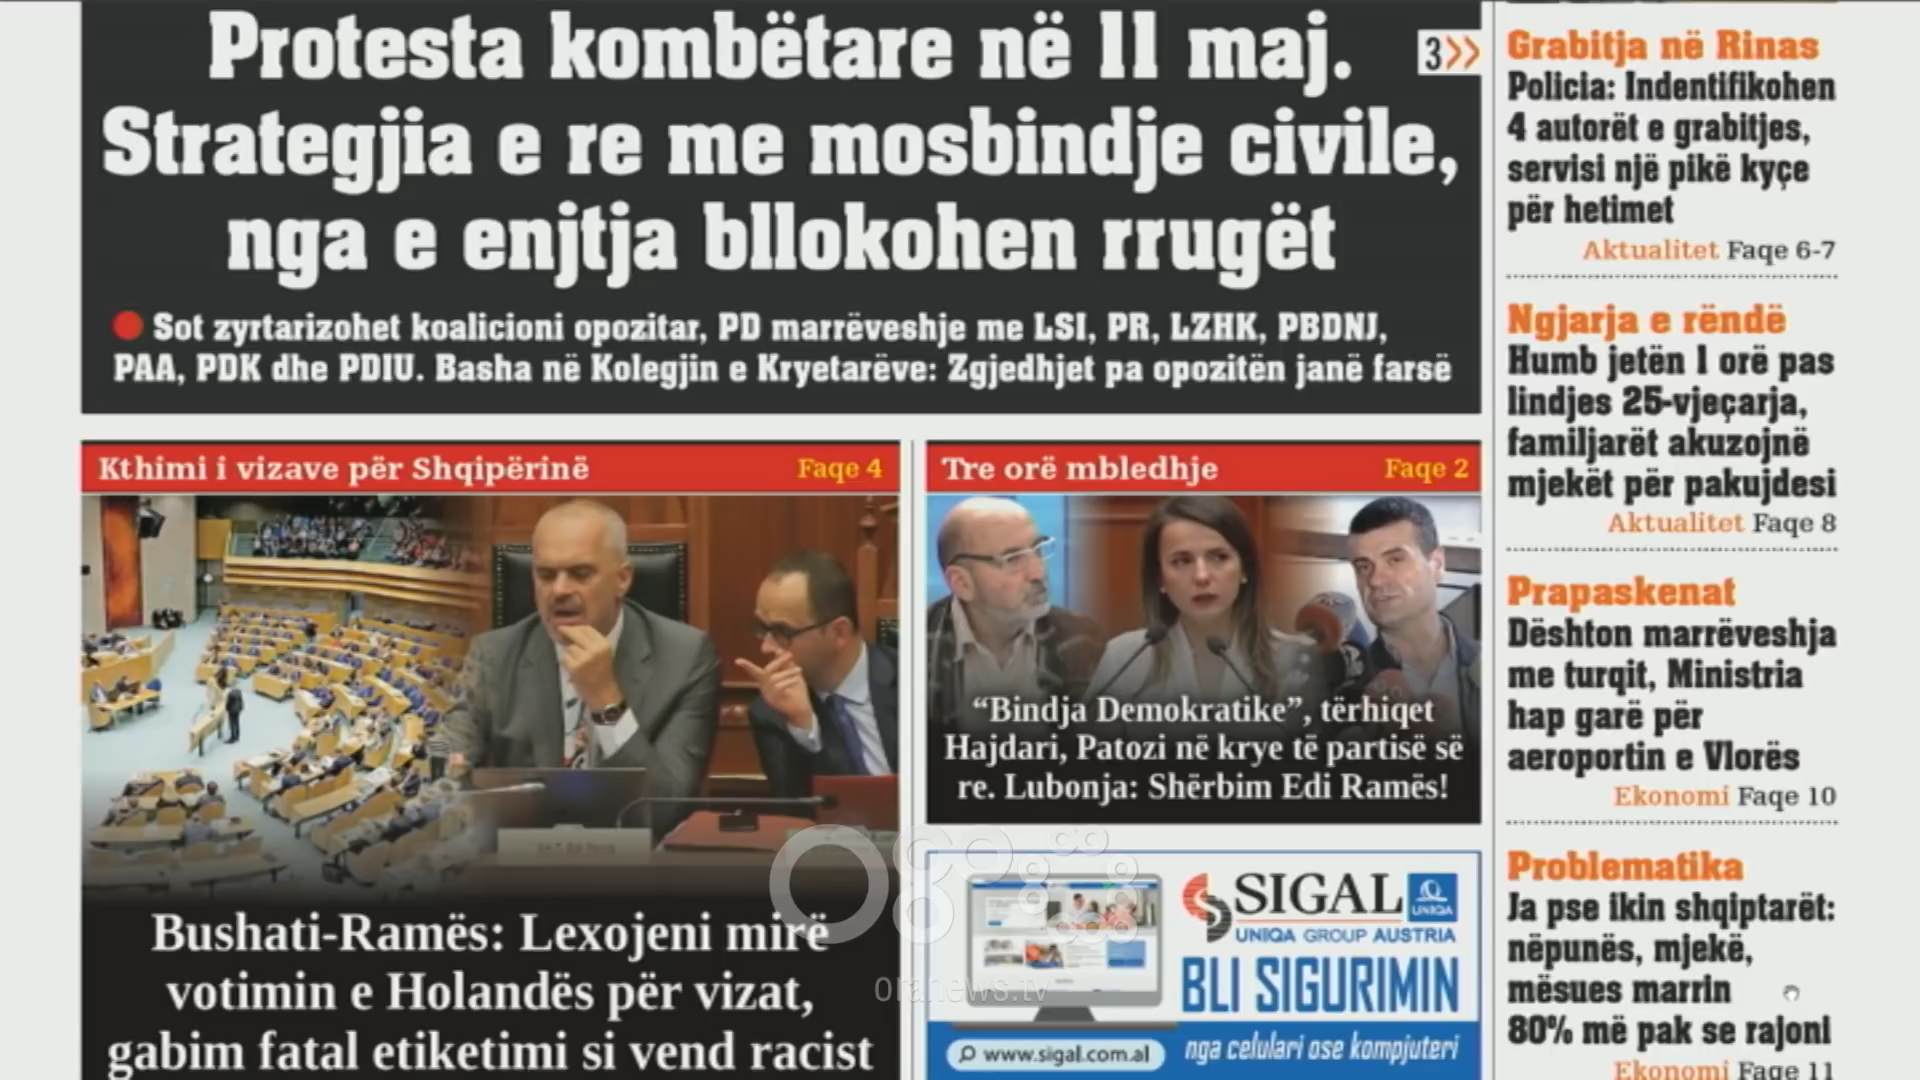 Protesta kombëtare në 11 maj.
3>>
Strategjia e re me mosbindje civile,
nga e enjtja bllokohen rrugët
Sot zyrtarizohet koalicioni opozitar, PD marrëveshje me LSI, PR, LZHK, PBDNJ,
PAA, PDK dhe PDIU. Basha në Kolegjin e Kryetarëve: Zgjedhjet pa opozitën janë farsë
Kthimi i vizave për Shqipërinë
Faqe 4
Bushati-Ramës: Lexojeni mirë
votimin e Holandës për vizat,
gabim fatal etiketimi si vend racist
Tre orë mbledhje
Faqe 2
“Bindja Demokratike”, tërhiqet
Hajdari, Patozi në krye të partisë së
re. Lubonja: Shërbim Edi Ramës!
SIGAL
UNIQA
UNIQA GROUP AUSTRIA
BLI SIGURIMIN
nga celulari ose kompjuteri
www.sigal.com.al
oranews.tv
Grabitja në Rinas
Policia: Indentifikohen
4 autorët e grabitjes,
servisi një pikë kyçe
për hetimet
Aktualitet Faqe 6-7
Ngjarja e rëndë
Humb jetën 1 orë pas
lindjes 25-vjeçarja,
familjarët akuzojnë
mjekët për pakujdesi
Aktualitet Faqe 8
Prapaskenat
Dështon marrëveshja
me turqit, Ministria
hap garë për
aeroportin e Vlorës
Ekonomi Faqe 10
Problematika
Ja pse ikin shqiptarët:
nëpunës, mjekë,
mësues marrin
80% më pak se rajoni
Ekonomi Faqe 11